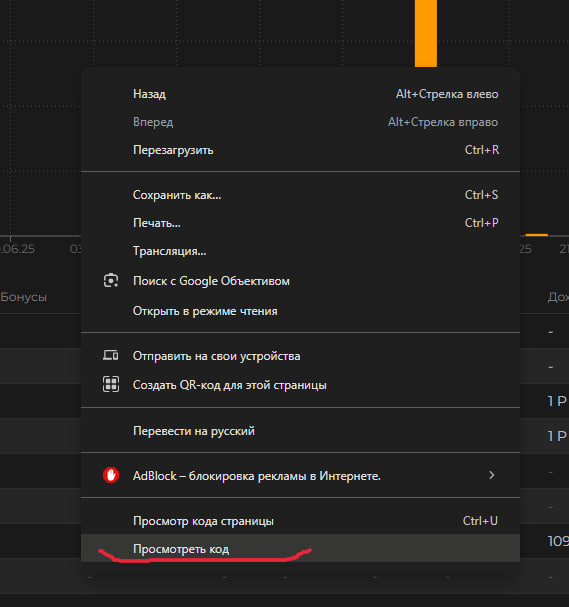 Назад Alt+Стрелка влево
Вперед Alt+Стрелка вправо
Перезагрузить Ctrl+R
Сохранить как... Ctrl+S
Печать... Ctrl+P
Трансляция...
.06.25 03 25 21
Поиск с Google Объективом
Бонусы Дох
Открыть в режиме чтения
-
Отправить на свои устройства
-
Создать QR-код для этой страницы
1 Р
Перевести на русский
1 Р
AdBlock – блокировка рекламы в Интернете.
-
-
Просмотр кода страницы Ctrl+U
Просмотреть код
109
- - - - - -